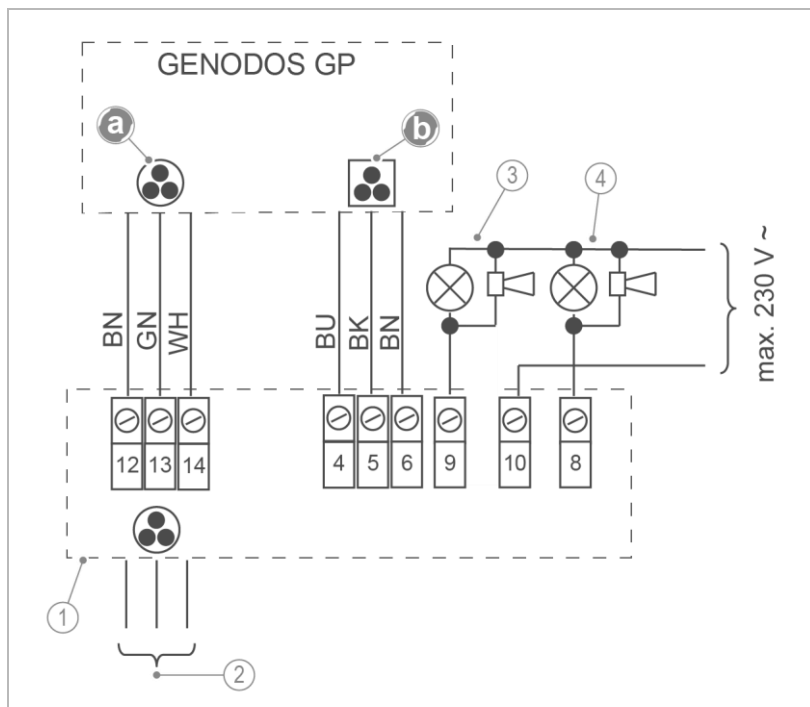 GENODOS GP
a b
3 4
BN GN WH BU BK BN
max. 230 V ~
12 13 14 4 5 6 9 10 8
1
2